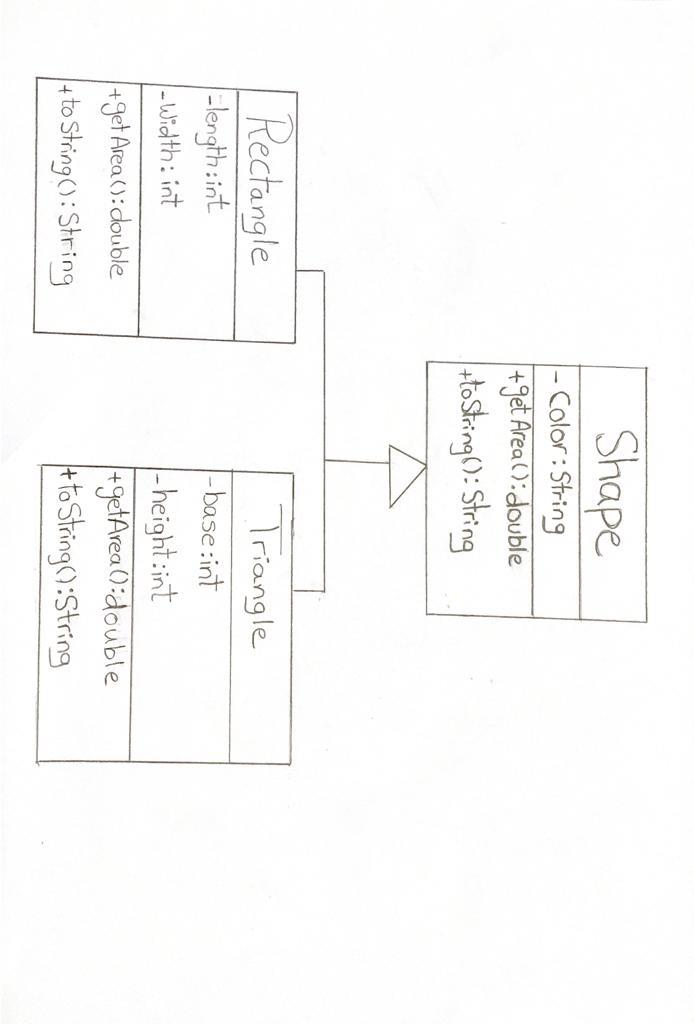 Shape
- Color: String
+getArea(): double
+toString(): String
Rectangle
-length: int
-width: int
+getArea(): double
+toString(): String
Triangle
-base: int
-height: int
+getArea(): double
+toString(): String